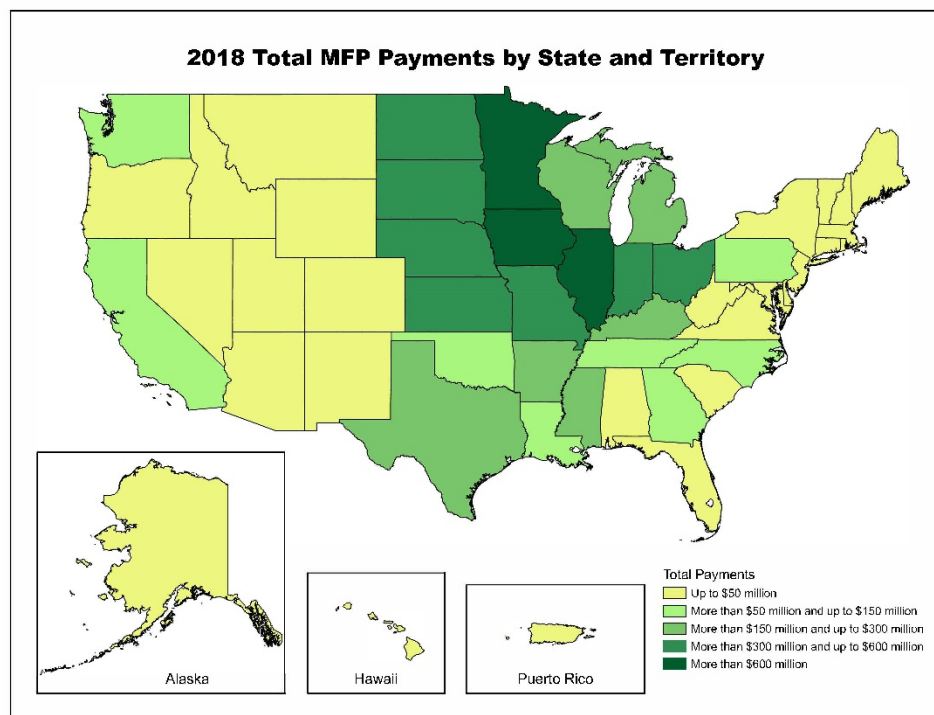 2018 Total MFP Payments by State and Territory
Alaska
Hawaii
Puerto Rico
Total Payments
Up to $50 million
More than $50 million and up to $150 million
More than $150 million and up to $300 million
More than $300 million and up to $600 million
More than $600 million